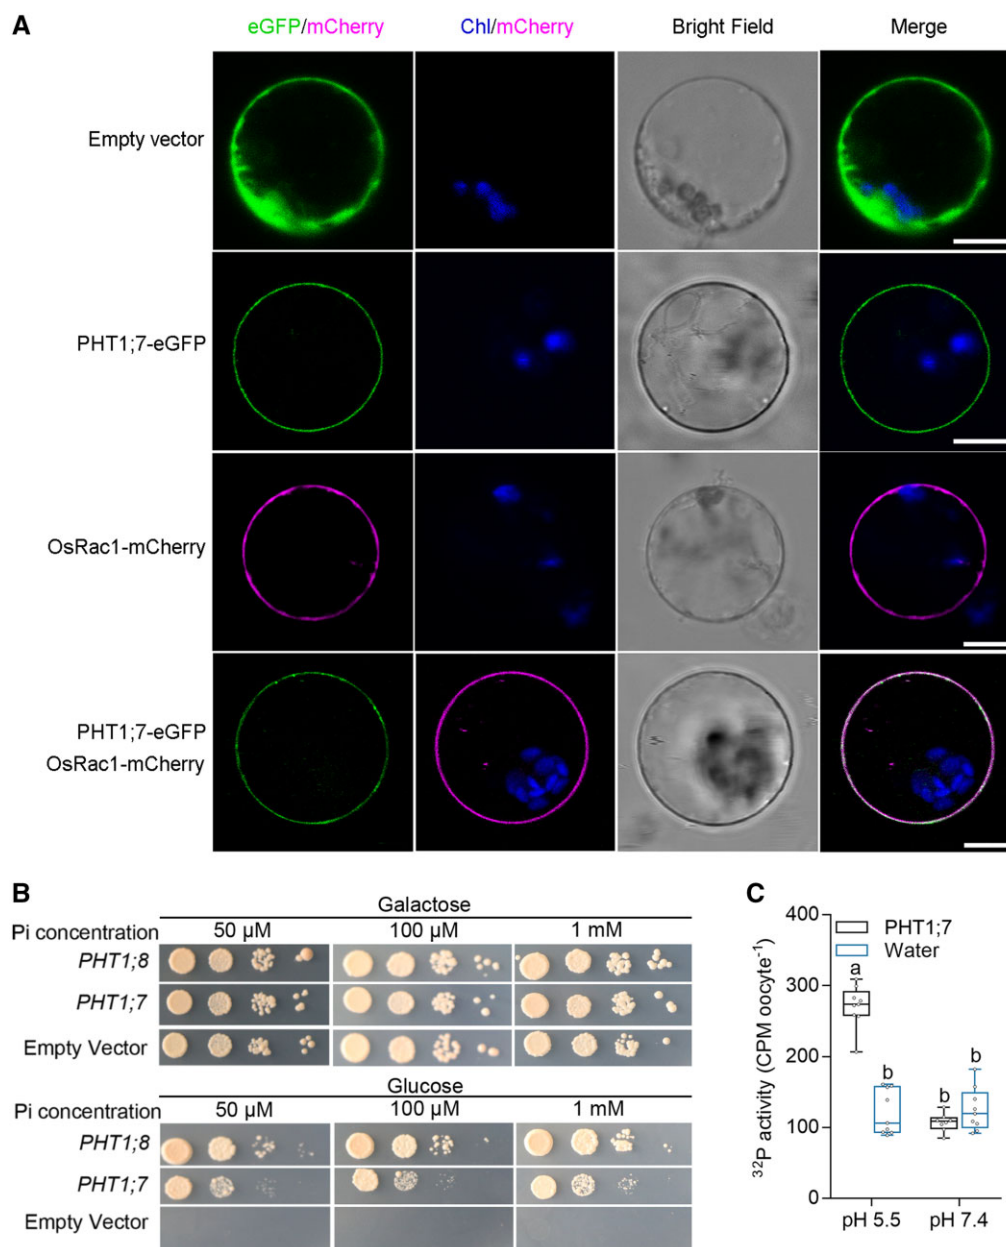 A
eGFP/mCherry Chl/mCherry Bright Field Merge
Empty vector
PHT1;7-eGFP
OsRac1-mCherry
PHT1;7-eGFP
OsRac1-mCherry
B
Galactose
Pi concentration 50 µM 100 µM 1 mM
PHT1;8
PHT1;7
Empty Vector
Glucose
Pi concentration 50 µM 100 µM 1 mM
PHT1;8
PHT1;7
Empty Vector
C
400
300
200
100
0
³²P activity (CPM oocyte⁻¹)
PHT1;7
Water
a
b
b
b
pH 5.5 pH 7.4